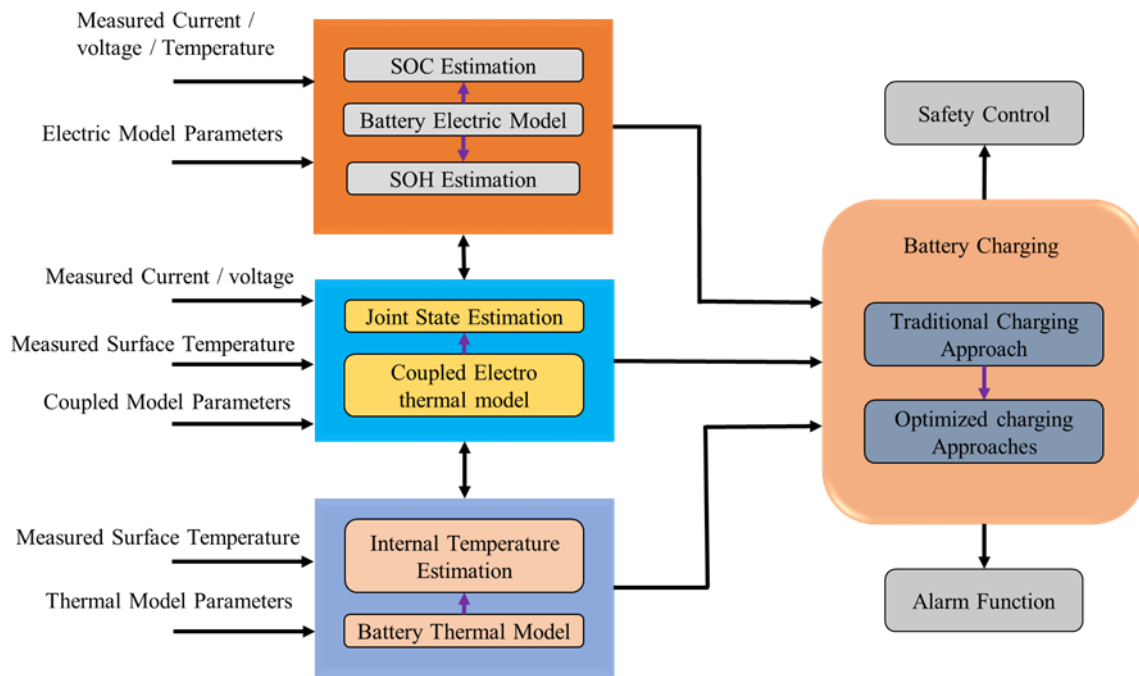 Measured Current /
voltage / Temperature
Electric Model Parameters
SOC Estimation
Battery Electric Model
SOH Estimation
Measured Current / voltage
Measured Surface Temperature
Coupled Model Parameters
Joint State Estimation
Coupled Electro
thermal model
Measured Surface Temperature
Thermal Model Parameters
Internal Temperature
Estimation
Battery Thermal Model
Safety Control
Battery Charging
Traditional Charging
Approach
Optimized charging
Approaches
Alarm Function